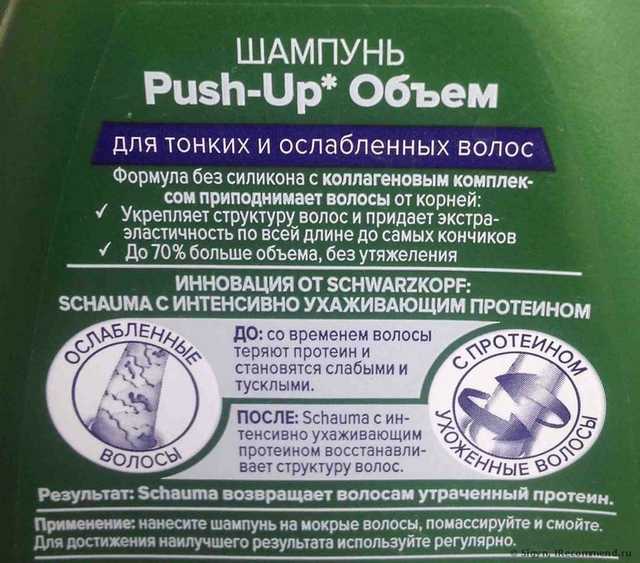 ШАМПУНЬ
Push-Up* Объем
для тонких и ослабленных волос
Формула без силикона с коллагеновым комплек-
сом приподнимает волосы от корней:
✓ Укрепляет структуру волос и придает экстра-
эластичность по всей длине до самых кончиков
✓ До 70% больше объема, без утяжеления
ИННОВАЦИЯ ОТ SCHWARZKOPF:
SCHAUMA С ИНТЕНСИВНО УХАЖИВАЮЩИМ ПРОТЕИНОМ
ОСЛАБЛЕННЫЕ
ВОЛОСЫ
ДО: со временем волосы
теряют протеин и
становятся слабыми и
тусклыми.
ПОСЛЕ: Schauma с ин-
тенсивно ухаживающим
протеином восстанавли-
вает структуру волос.
С ПРОТЕИНОМ
УХОЖЕННЫЕ ВОЛОСЫ
Результат: Schauma возвращает волосам утраченный протеин.
Применение: нанесите шампунь на мокрые волосы, помассируйте и смойте.
Для достижения наилучшего результата используйте регулярно.
IRecommend.ru